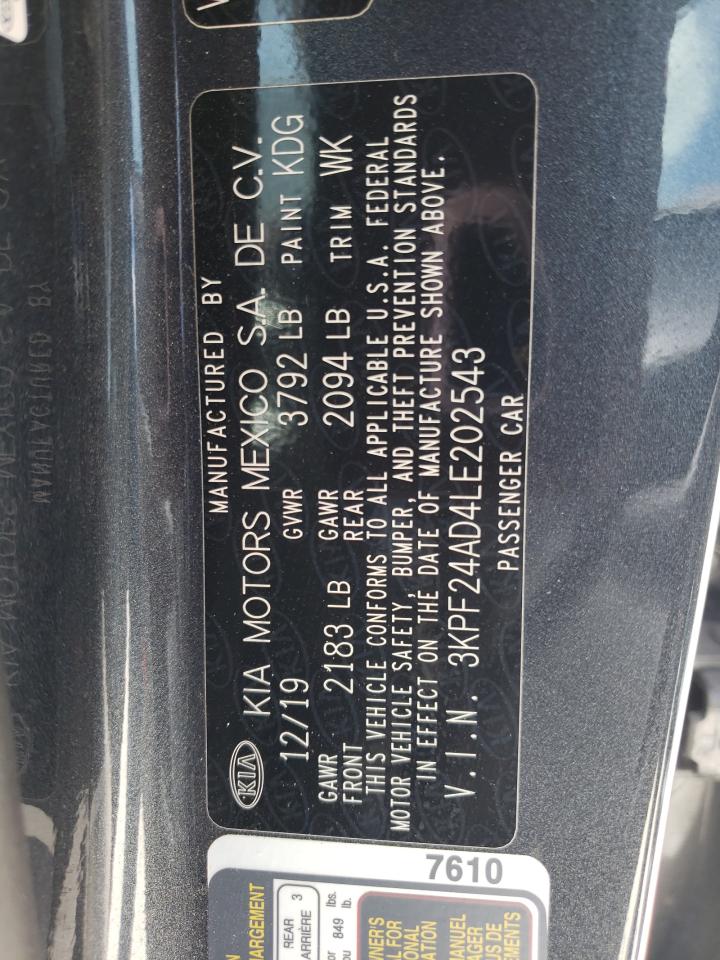 MANUFACTURED BY
KIA KIA MOTORS MEXICO S.A. DE C.V.
12/19 GVWR 3792 LB PAINT KDG
GAWR FRONT 2183 LB GAWR REAR 2094 LB TRIM WK
THIS VEHICLE CONFORMS TO ALL APPLICABLE U.S.A. FEDERAL
MOTOR VEHICLE SAFETY, BUMPER, AND THEFT PREVENTION STANDARDS
IN EFFECT ON THE DATE OF MANUFACTURE SHOWN ABOVE.
V.I.N. 3KPF24AD4LE202543
PASSENGER CAR
7610
REAR
ARRIÈRE 3
849 lbs.
lb.